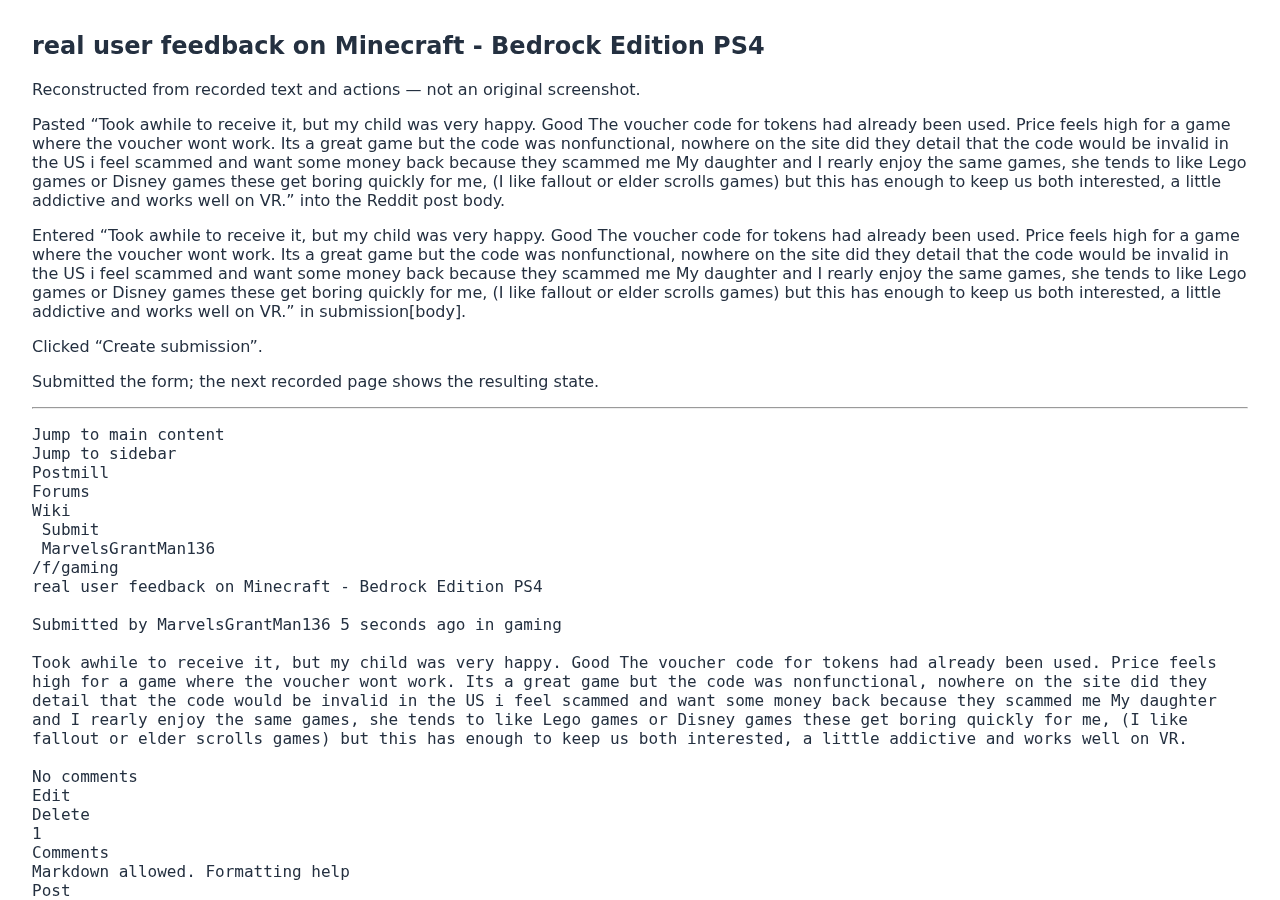 real user feedback on Minecraft - Bedrock Edition PS4
Reconstructed from recorded text and actions — not an original screenshot.
Pasted “Took awhile to receive it, but my child was very happy. Good The voucher code for tokens had already been used. Price feels high for a game
where the voucher wont work. Its a great game but the code was nonfunctional, nowhere on the site did they detail that the code would be invalid in
the US i feel scammed and want some money back because they scammed me My daughter and I rearly enjoy the same games, she tends to like Lego
games or Disney games these get boring quickly for me, (I like fallout or elder scrolls games) but this has enough to keep us both interested, a little
addictive and works well on VR.” into the Reddit post body.
Entered “Took awhile to receive it, but my child was very happy. Good The voucher code for tokens had already been used. Price feels high for a game
where the voucher wont work. Its a great game but the code was nonfunctional, nowhere on the site did they detail that the code would be invalid in
the US i feel scammed and want some money back because they scammed me My daughter and I rearly enjoy the same games, she tends to like Lego
games or Disney games these get boring quickly for me, (I like fallout or elder scrolls games) but this has enough to keep us both interested, a little
addictive and works well on VR.” in submission[body].
Clicked “Create submission”.
Submitted the form; the next recorded page shows the resulting state.
Jump to main content
Jump to sidebar
Postmill
Forums
Wiki
Submit
MarvelsGrantMan136
/f/gaming
real user feedback on Minecraft - Bedrock Edition PS4
Submitted by MarvelsGrantMan136 5 seconds ago in gaming
Took awhile to receive it, but my child was very happy. Good The voucher code for tokens had already been used. Price feels
high for a game where the voucher wont work. Its a great game but the code was nonfunctional, nowhere on the site did they
detail that the code would be invalid in the US i feel scammed and want some money back because they scammed me My daughter
and I rearly enjoy the same games, she tends to like Lego games or Disney games these get boring quickly for me, (I like
fallout or elder scrolls games) but this has enough to keep us both interested, a little addictive and works well on VR.
No comments
Edit
Delete
1
Comments
Markdown allowed. Formatting help
Post